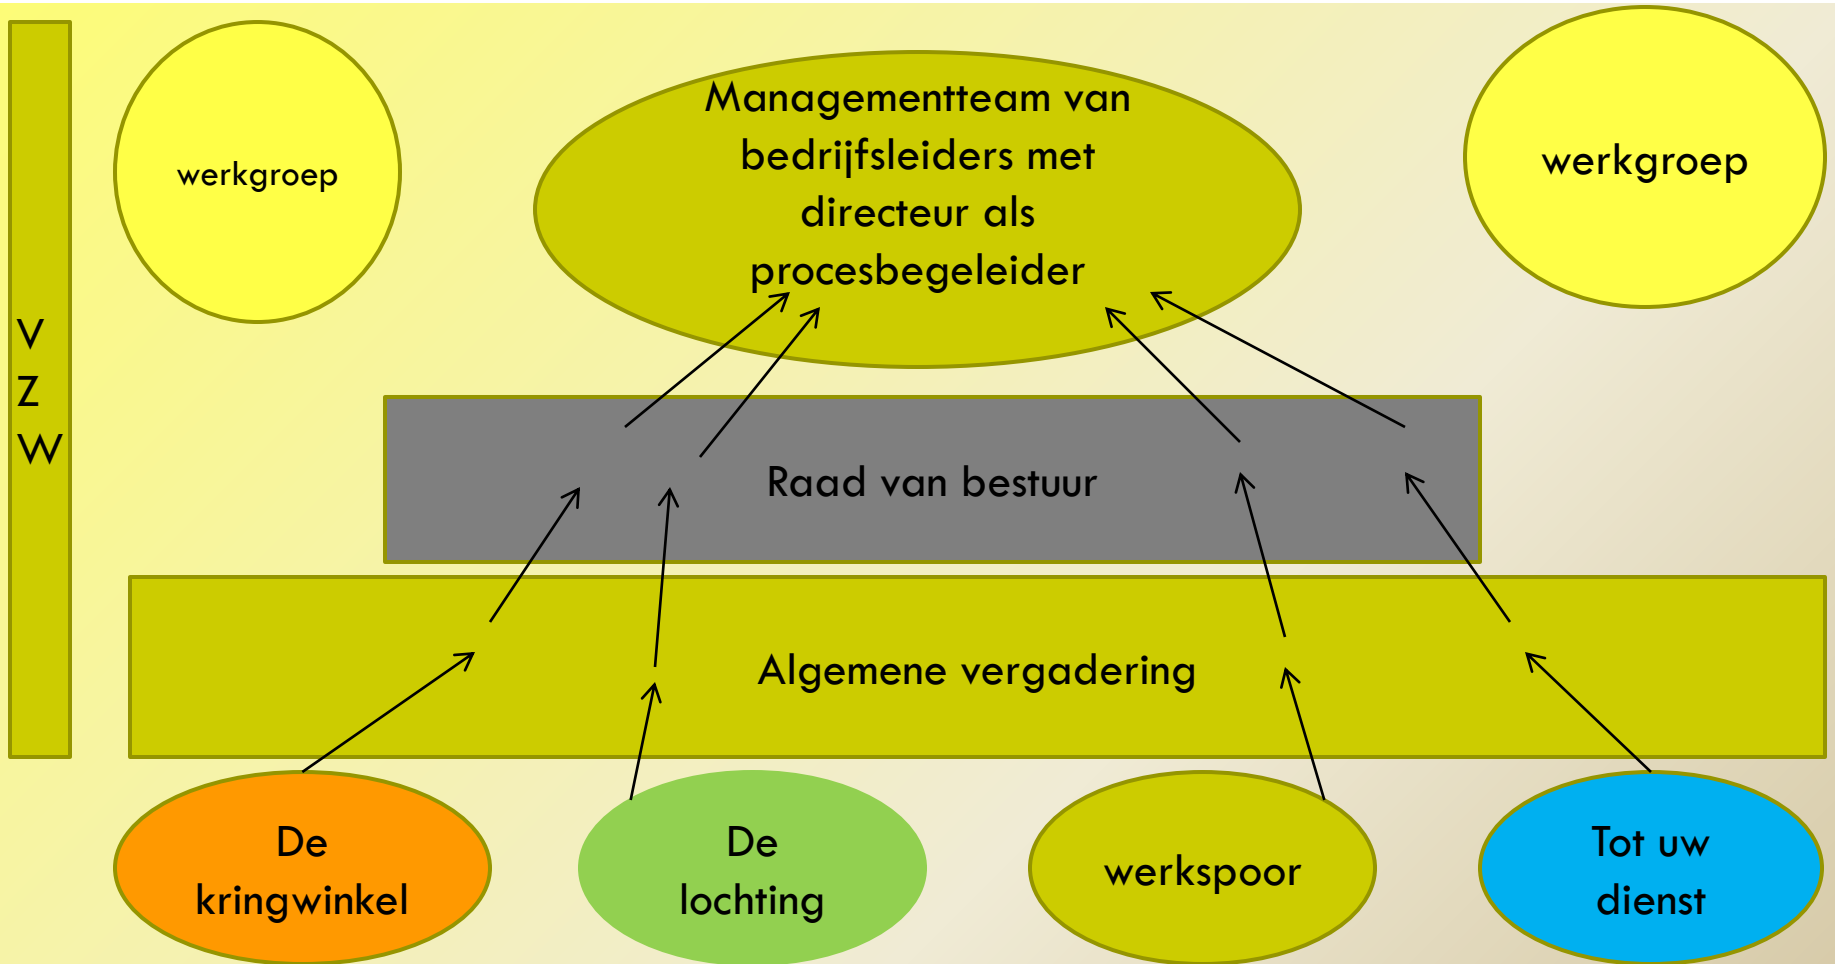 V
Z
W
werkgroep
Managementteam van
bedrijfsleiders met
directeur als
procesbegeleider
werkgroep
Raad van bestuur
Algemene vergadering
De
kringwinkel
De
lochting
werkspoor
Tot uw
dienst